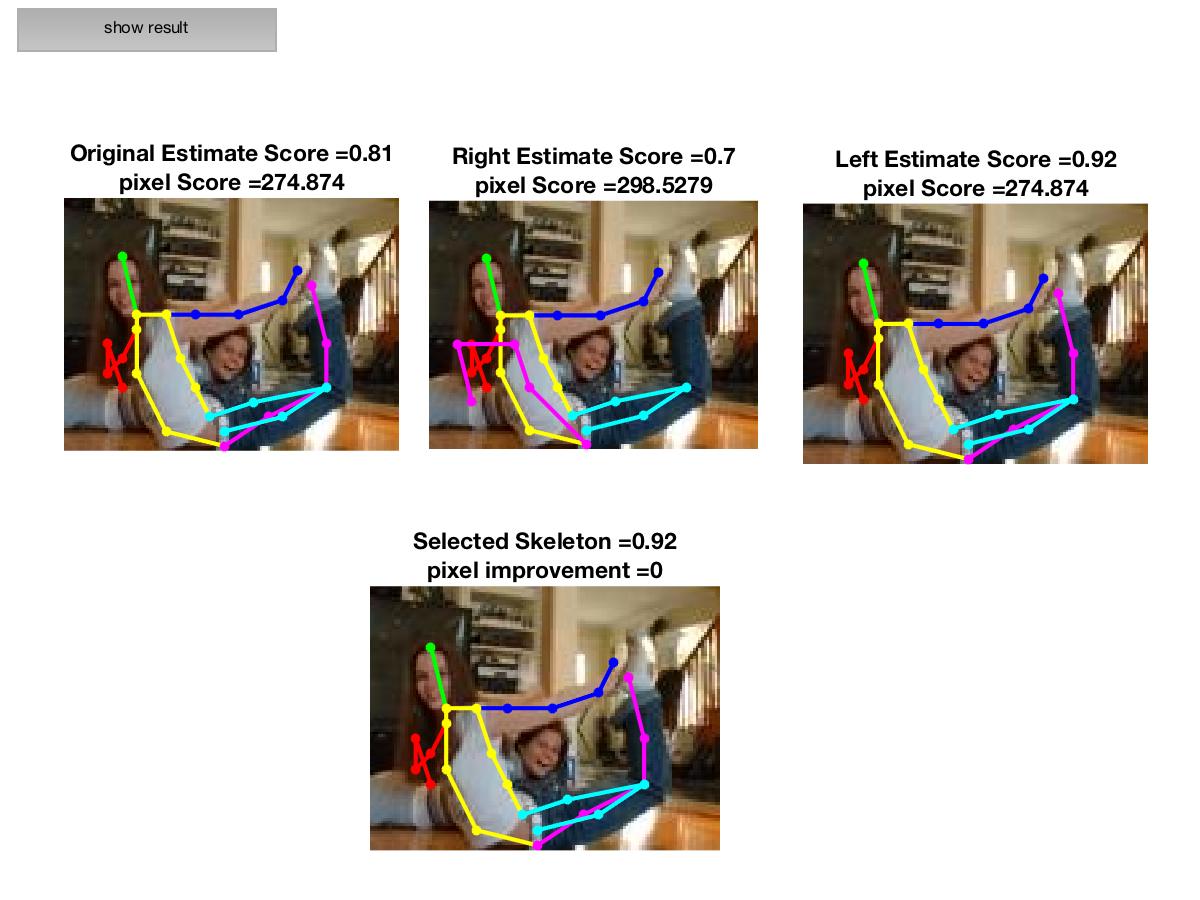 show result
Original Estimate Score =0.81
pixel Score =274.874
Right Estimate Score =0.7
pixel Score =298.5279
Left Estimate Score =0.92
pixel Score =274.874
Selected Skeleton =0.92
pixel improvement =0